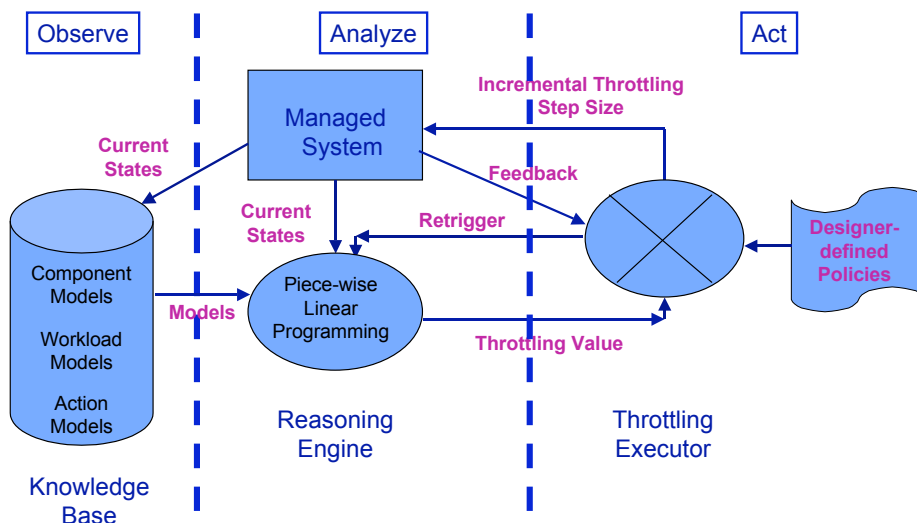 Observe
Analyze
Act
Managed
System
Incremental Throttling
Step Size
Current
States
Feedback
Current
States
Retrigger
Designer-
defined
Policies
Component
Models
Workload
Models
Action
Models
Models
Piece-wise
Linear
Programming
Throttling Value
Reasoning
Engine
Throttling
Executor
Knowledge
Base